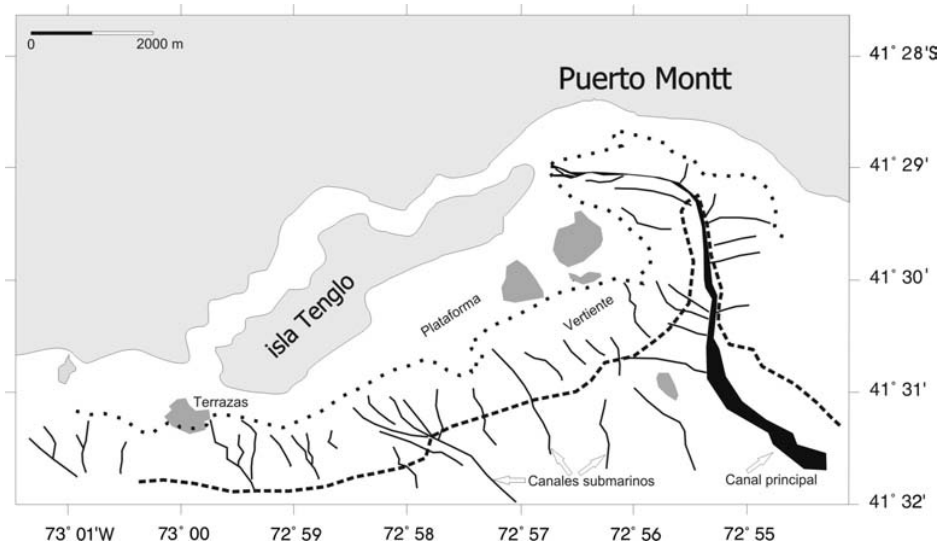 0 2000 m
Puerto Montt
41° 28'S
41° 29'
41° 30'
41° 31'
41° 32'
isla Tenglo
Plataforma
Vertiente
Terrazas
Canales submarinos
Canal principal
73° 01'W 73° 00 72° 59 72° 58 72° 57 72° 56 72° 55